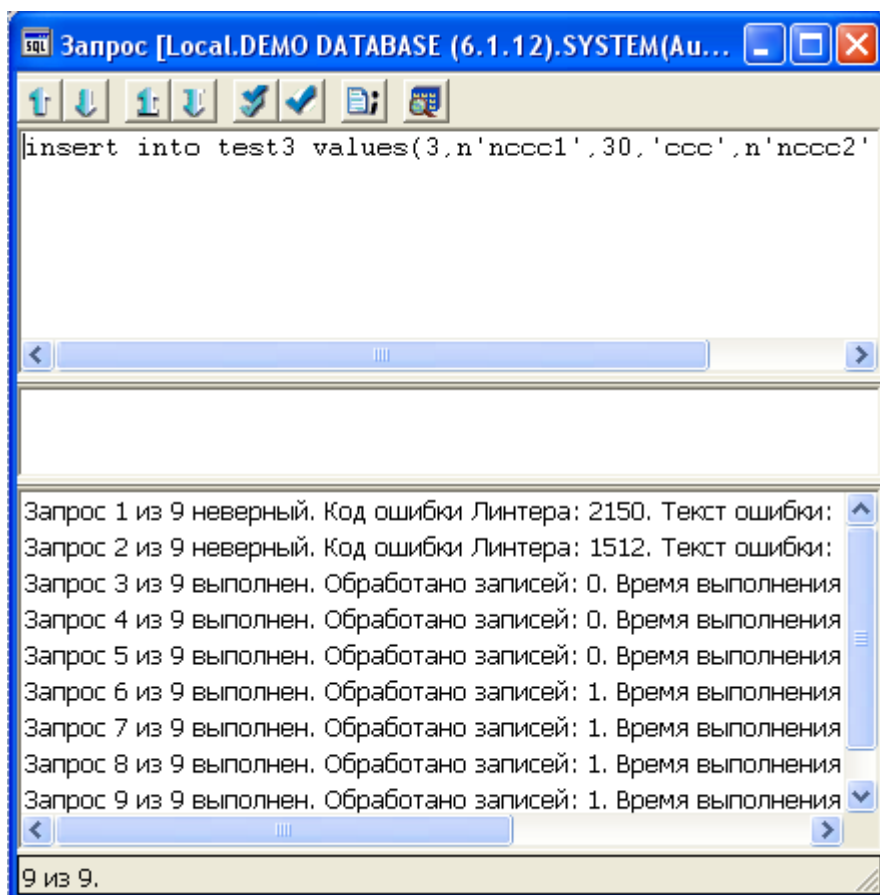 Запрос [Local.DEMO DATABASE (6.1.12).SYSTEM(Au...
insert into test3 values(3,n'nccc1',30,'ccc',n'nccc2'
Запрос 1 из 9 неверный. Код ошибки Линтера: 2150. Текст ошибки:
Запрос 2 из 9 неверный. Код ошибки Линтера: 1512. Текст ошибки:
Запрос 3 из 9 выполнен. Обработано записей: 0. Время выполнения
Запрос 4 из 9 выполнен. Обработано записей: 0. Время выполнения
Запрос 5 из 9 выполнен. Обработано записей: 0. Время выполнения
Запрос 6 из 9 выполнен. Обработано записей: 1. Время выполнения
Запрос 7 из 9 выполнен. Обработано записей: 1. Время выполнения
Запрос 8 из 9 выполнен. Обработано записей: 1. Время выполнения
Запрос 9 из 9 выполнен. Обработано записей: 1. Время выполнения
9 из 9.